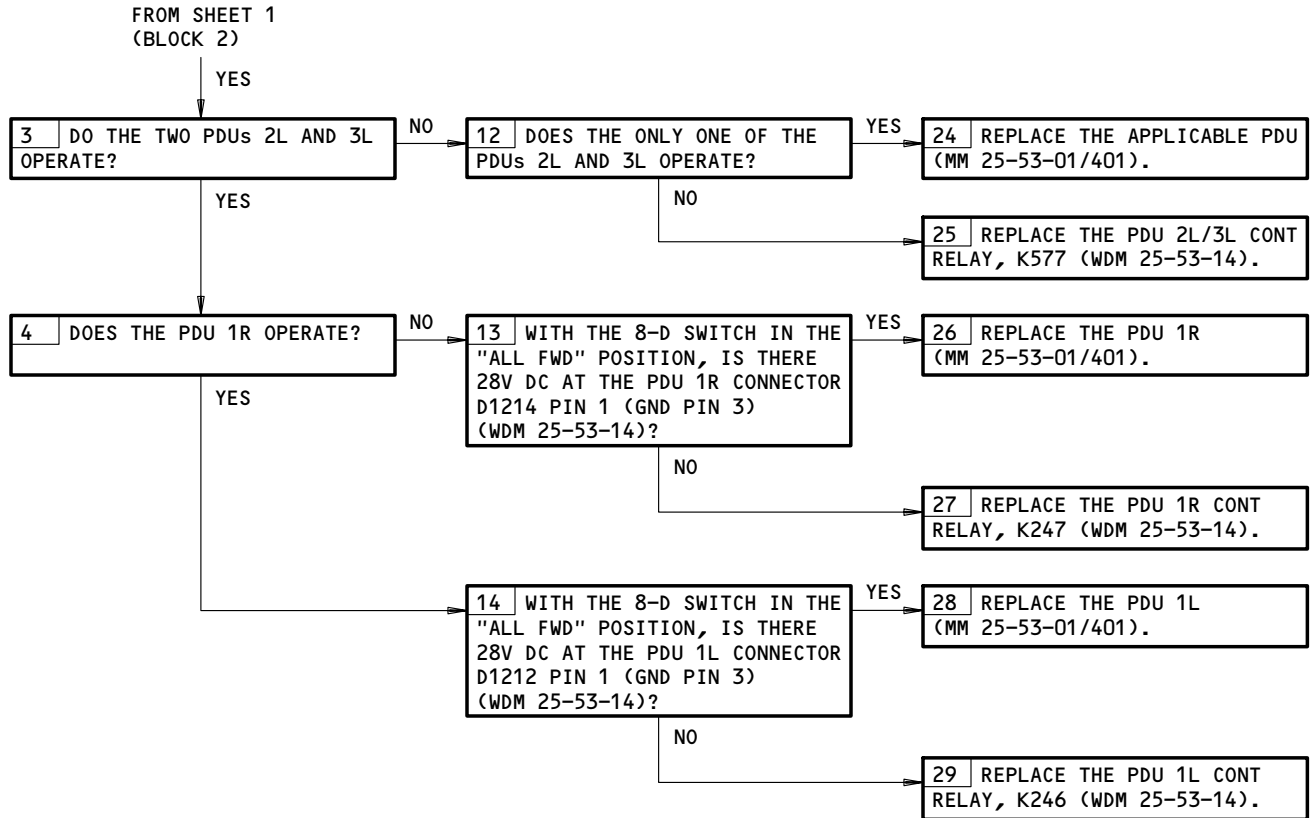 FROM SHEET 1
(BLOCK 2)
YES
3 DO THE TWO PDUs 2L AND 3L
OPERATE?
NO
12 DOES THE ONLY ONE OF THE
PDUs 2L AND 3L OPERATE?
YES
24 REPLACE THE APPLICABLE PDU
(MM 25-53-01/401).
YES
NO
25 REPLACE THE PDU 2L/3L CONT
RELAY, K577 (WDM 25-53-14).
4 DOES THE PDU 1R OPERATE?
NO
13 WITH THE 8-D SWITCH IN THE
"ALL FWD" POSITION, IS THERE
28V DC AT THE PDU 1R CONNECTOR
D1214 PIN 1 (GND PIN 3)
(WDM 25-53-14)?
YES
26 REPLACE THE PDU 1R
(MM 25-53-01/401).
YES
NO
27 REPLACE THE PDU 1R CONT
RELAY, K247 (WDM 25-53-14).
14 WITH THE 8-D SWITCH IN THE
"ALL FWD" POSITION, IS THERE
28V DC AT THE PDU 1L CONNECTOR
D1212 PIN 1 (GND PIN 3)
(WDM 25-53-14)?
YES
28 REPLACE THE PDU 1L
(MM 25-53-01/401).
NO
29 REPLACE THE PDU 1L CONT
RELAY, K246 (WDM 25-53-14).